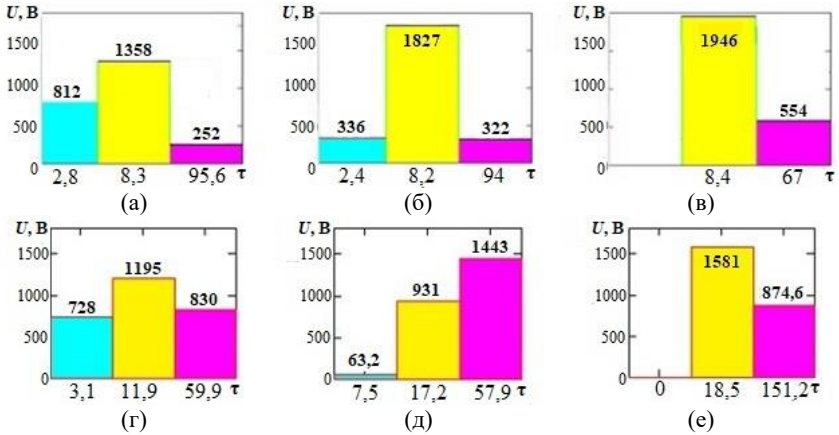 U, В
1500
1000
500
0
812
1358
252
2,8 8,3 95,6 τ
(а)
U, В
1500
1000
500
0
336
1827
322
2,4 8,2 94 τ
(б)
U, В
1500
1000
500
0
1946
554
8,4 67 τ
(в)
U, В
1500
1000
500
0
728
1195
830
3,1 11,9 59,9 τ
(г)
U, В
1500
1000
500
0
63,2
931
1443
7,5 17,2 57,9 τ
(д)
U, В
1500
1000
500
0
1581
874,6
0 18,5 151,2 τ
(е)